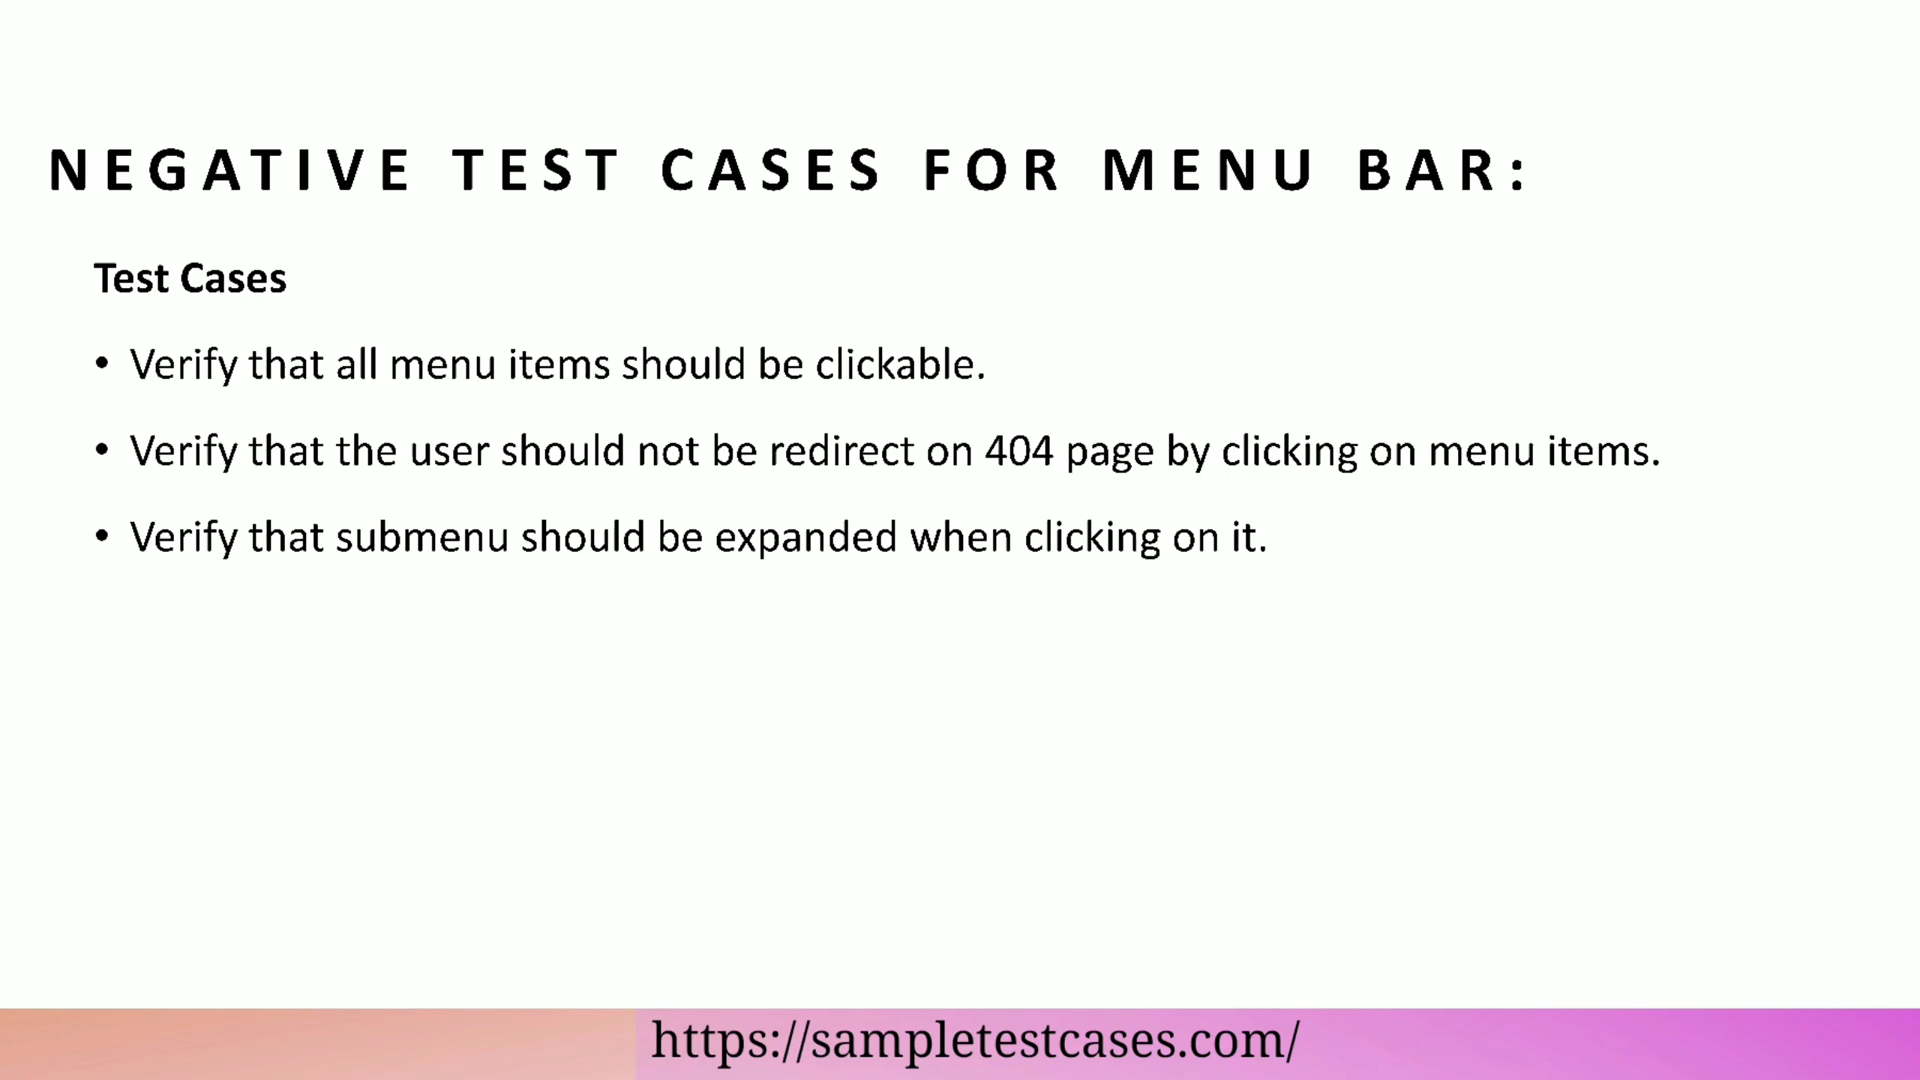 NEGATIVE TEST CASES FOR MENU BAR:
Test Cases
• Verify that all menu items should be clickable.
• Verify that the user should not be redirect on 404 page by clicking on menu items.
• Verify that submenu should be expanded when clicking on it.
https://sampletestcases.com/